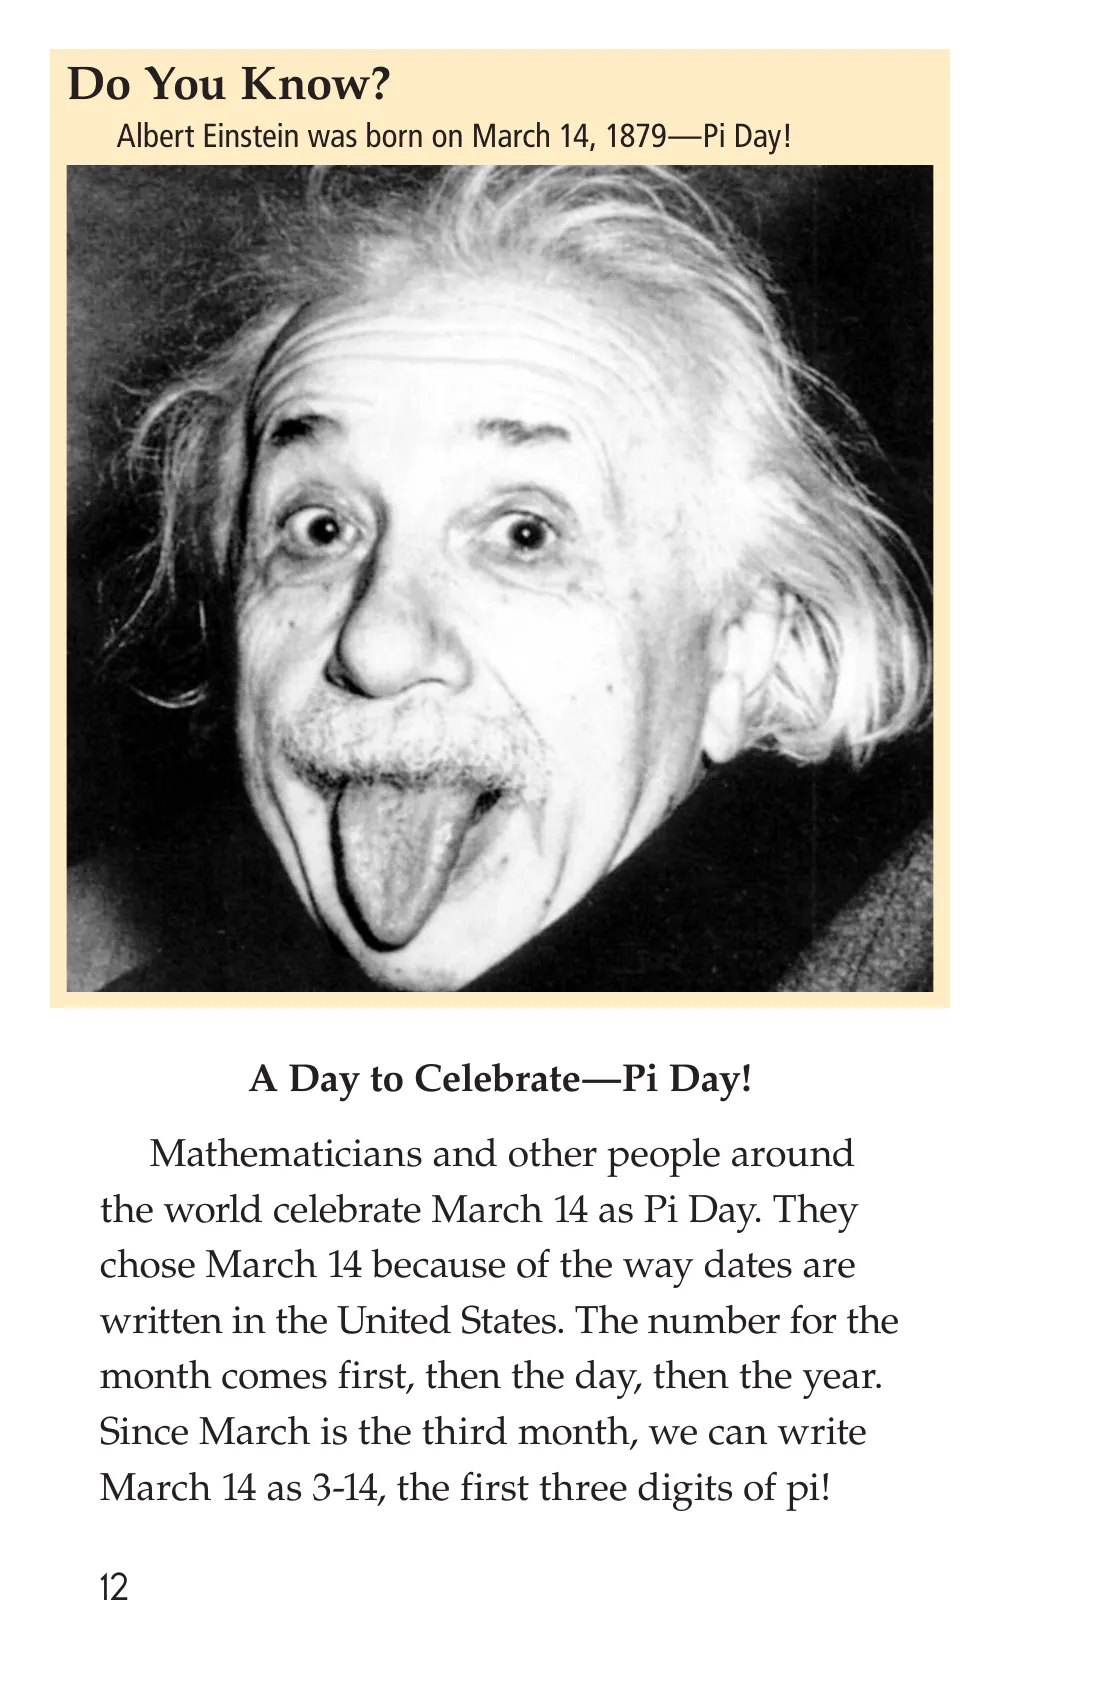 Do You Know?
Albert Einstein was born on March 14, 1879—Pi Day!
A Day to Celebrate—Pi Day!
Mathematicians and other people around
the world celebrate March 14 as Pi Day. They
chose March 14 because of the way dates are
written in the United States. The number for the
month comes first, then the day, then the year.
Since March is the third month, we can write
March 14 as 3-14, the first three digits of pi!
12